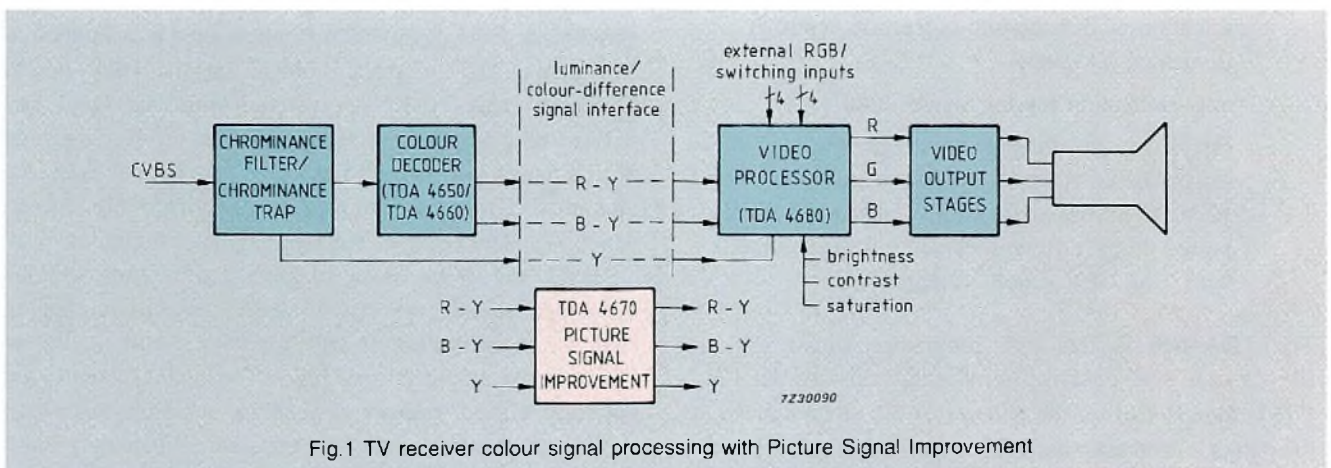 external RGB/
switching inputs
4 4
luminance/
colour-difference
signal interface
CVBS
CHROMINANCE
FILTER/
CHROMINANCE
TRAP
COLOUR
DECODER
(TDA 4650/
TDA 4660)
R - Y
B - Y
Y
VIDEO
PROCESSOR
(TDA 4680)
R
G
B
VIDEO
OUTPUT
STAGES
brightness
contrast
saturation
R - Y
B - Y
Y
TDA 4670
PICTURE
SIGNAL
IMPROVEMENT
R - Y
B - Y
Y
7Z30090
Fig.1 TV receiver colour signal processing with Picture Signal Improvement